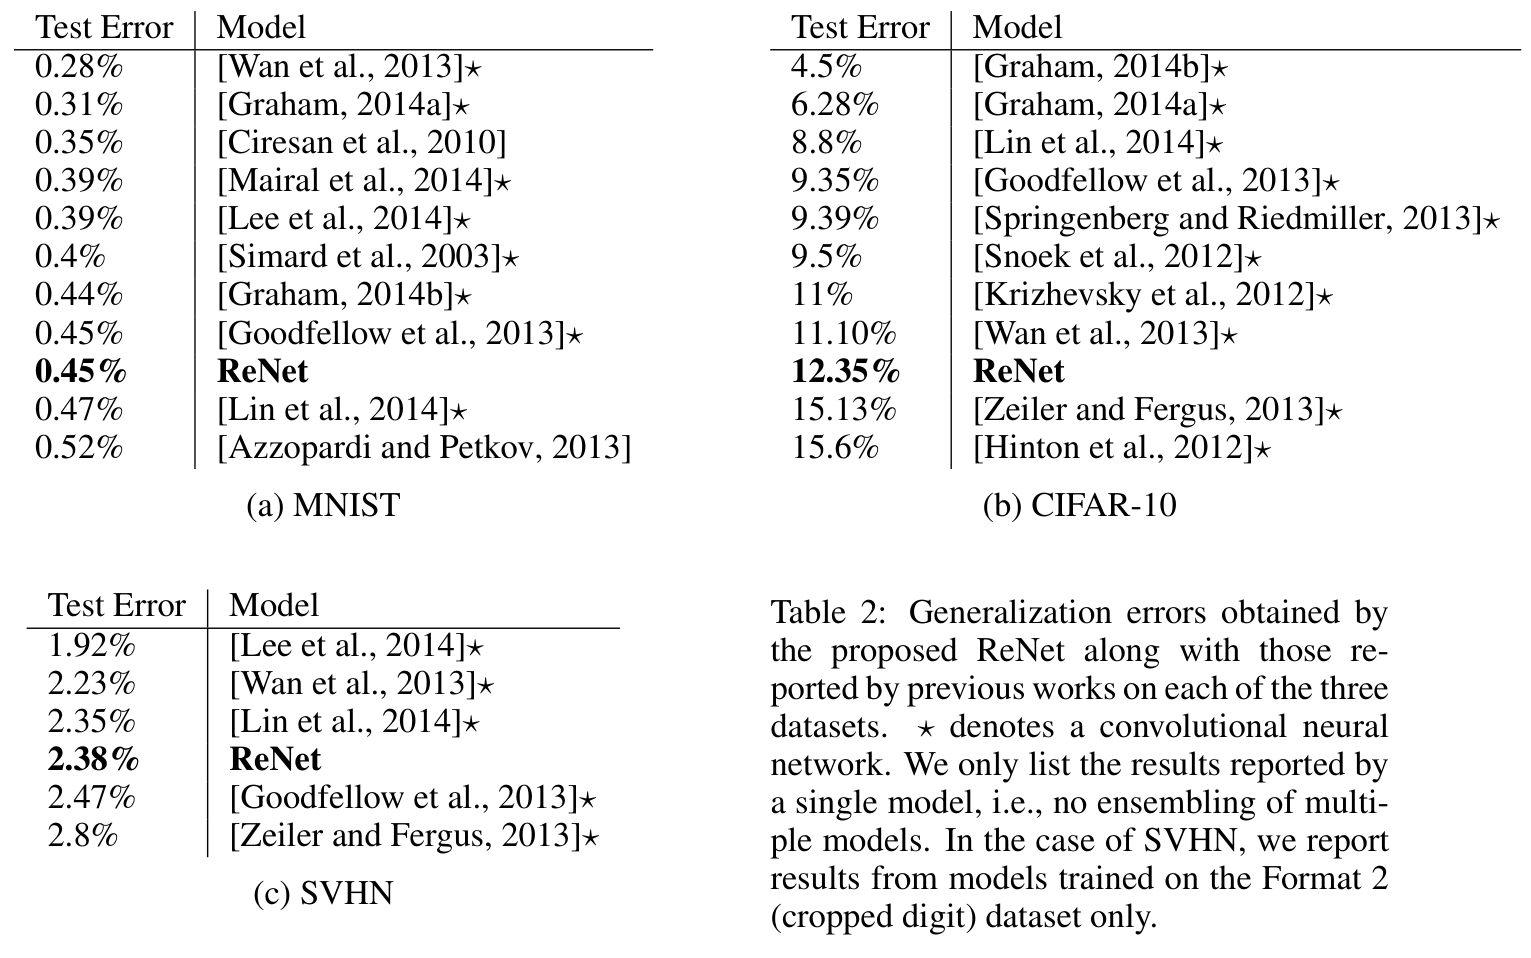 Test Error Model
0.28% [Wan et al., 2013]⋆
0.31% [Graham, 2014a]⋆
0.35% [Ciresan et al., 2010]
0.39% [Mairal et al., 2014]⋆
0.39% [Lee et al., 2014]⋆
0.4% [Simard et al., 2003]⋆
0.44% [Graham, 2014b]⋆
0.45% [Goodfellow et al., 2013]⋆
0.45% ReNet
0.47% [Lin et al., 2014]⋆
0.52% [Azzopardi and Petkov, 2013]
(a) MNIST
Test Error Model
4.5% [Graham, 2014b]⋆
6.28% [Graham, 2014a]⋆
8.8% [Lin et al., 2014]⋆
9.35% [Goodfellow et al., 2013]⋆
9.39% [Springenberg and Riedmiller, 2013]⋆
9.5% [Snoek et al., 2012]⋆
11% [Krizhevsky et al., 2012]⋆
11.10% [Wan et al., 2013]⋆
12.35% ReNet
15.13% [Zeiler and Fergus, 2013]⋆
15.6% [Hinton et al., 2012]⋆
(b) CIFAR-10
Test Error Model
1.92% [Lee et al., 2014]⋆
2.23% [Wan et al., 2013]⋆
2.35% [Lin et al., 2014]⋆
2.38% ReNet
2.47% [Goodfellow et al., 2013]⋆
2.8% [Zeiler and Fergus, 2013]⋆
(c) SVHN
Table 2: Generalization errors obtained by
the proposed ReNet along with those re-
ported by previous works on each of the three
datasets. ⋆ denotes a convolutional neural
network. We only list the results reported by
a single model, i.e., no ensembling of multi-
ple models. In the case of SVHN, we report
results from models trained on the Format 2
(cropped digit) dataset only.